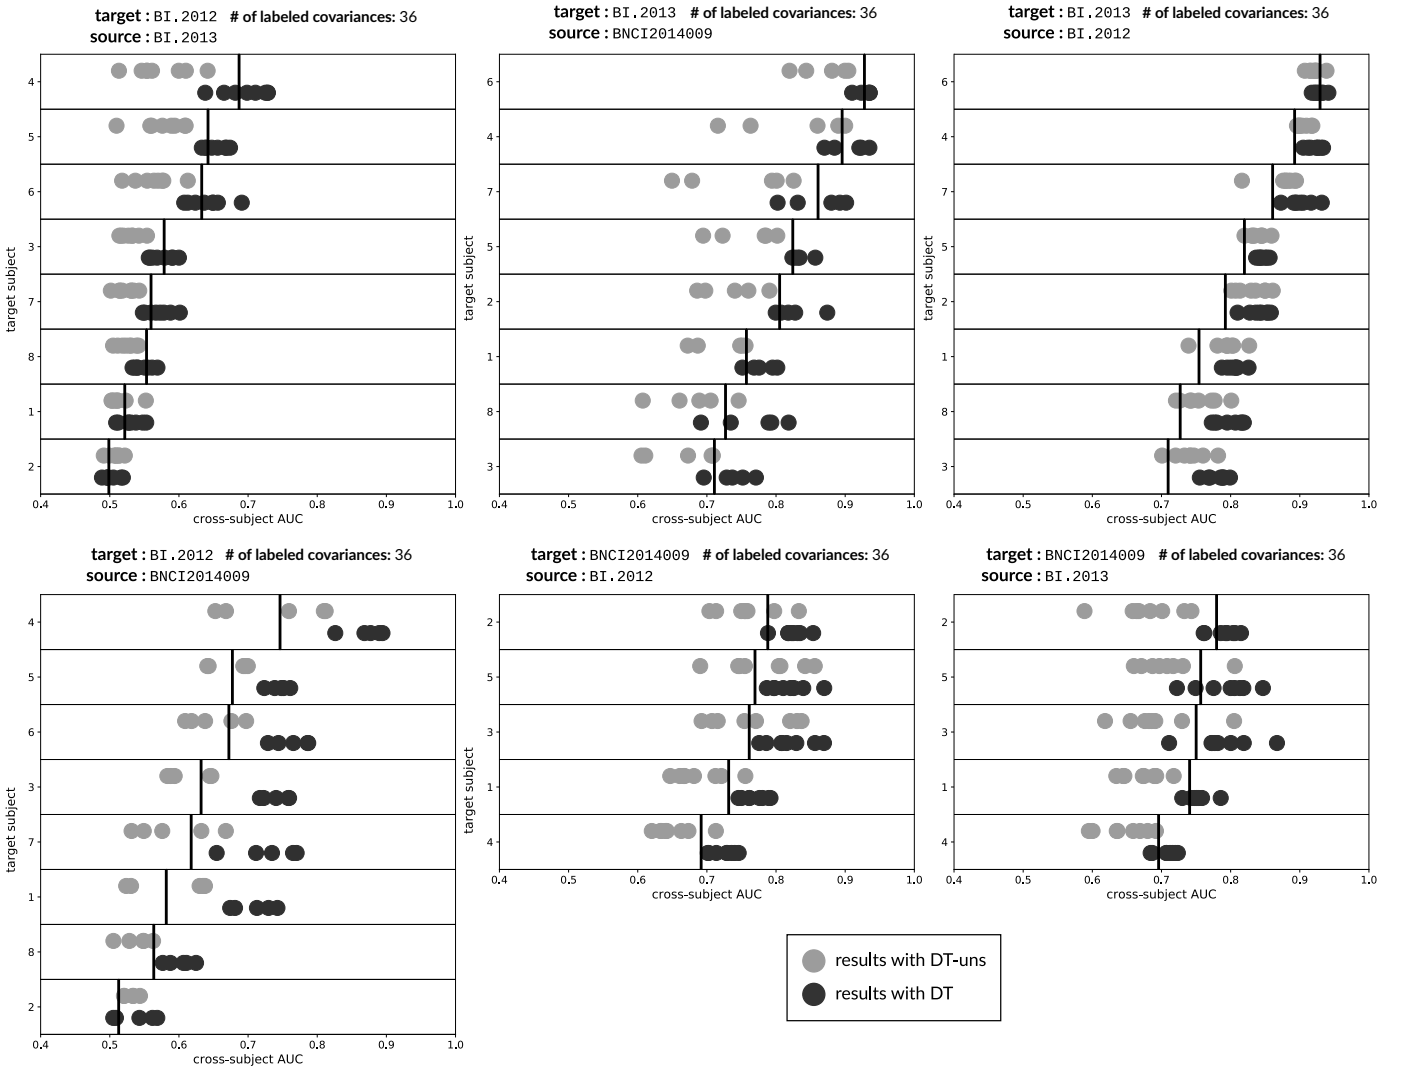 target : BI.2012 # of labeled covariances: 36
source : BI.2013
target subject
4
5
6
3
7
8
1
2
0.4 0.5 0.6 0.7 0.8 0.9 1.0
cross-subject AUC
target : BI.2013 # of labeled covariances: 36
source : BNCI2014009
target subject
6
4
7
5
2
1
8
3
0.4 0.5 0.6 0.7 0.8 0.9 1.0
cross-subject AUC
target : BI.2013 # of labeled covariances: 36
source : BI.2012
target subject
6
4
7
5
2
1
8
3
0.4 0.5 0.6 0.7 0.8 0.9 1.0
cross-subject AUC
target : BI.2012 # of labeled covariances: 36
source : BNCI2014009
target subject
4
5
6
3
7
1
8
2
0.4 0.5 0.6 0.7 0.8 0.9 1.0
cross-subject AUC
target : BNCI2014009 # of labeled covariances: 36
source : BI.2012
target subject
2
5
3
1
4
0.4 0.5 0.6 0.7 0.8 0.9 1.0
cross-subject AUC
target : BNCI2014009 # of labeled covariances: 36
source : BI.2013
2
5
3
1
4
0.4 0.5 0.6 0.7 0.8 0.9 1.0
cross-subject AUC
results with DT-uns
results with DT